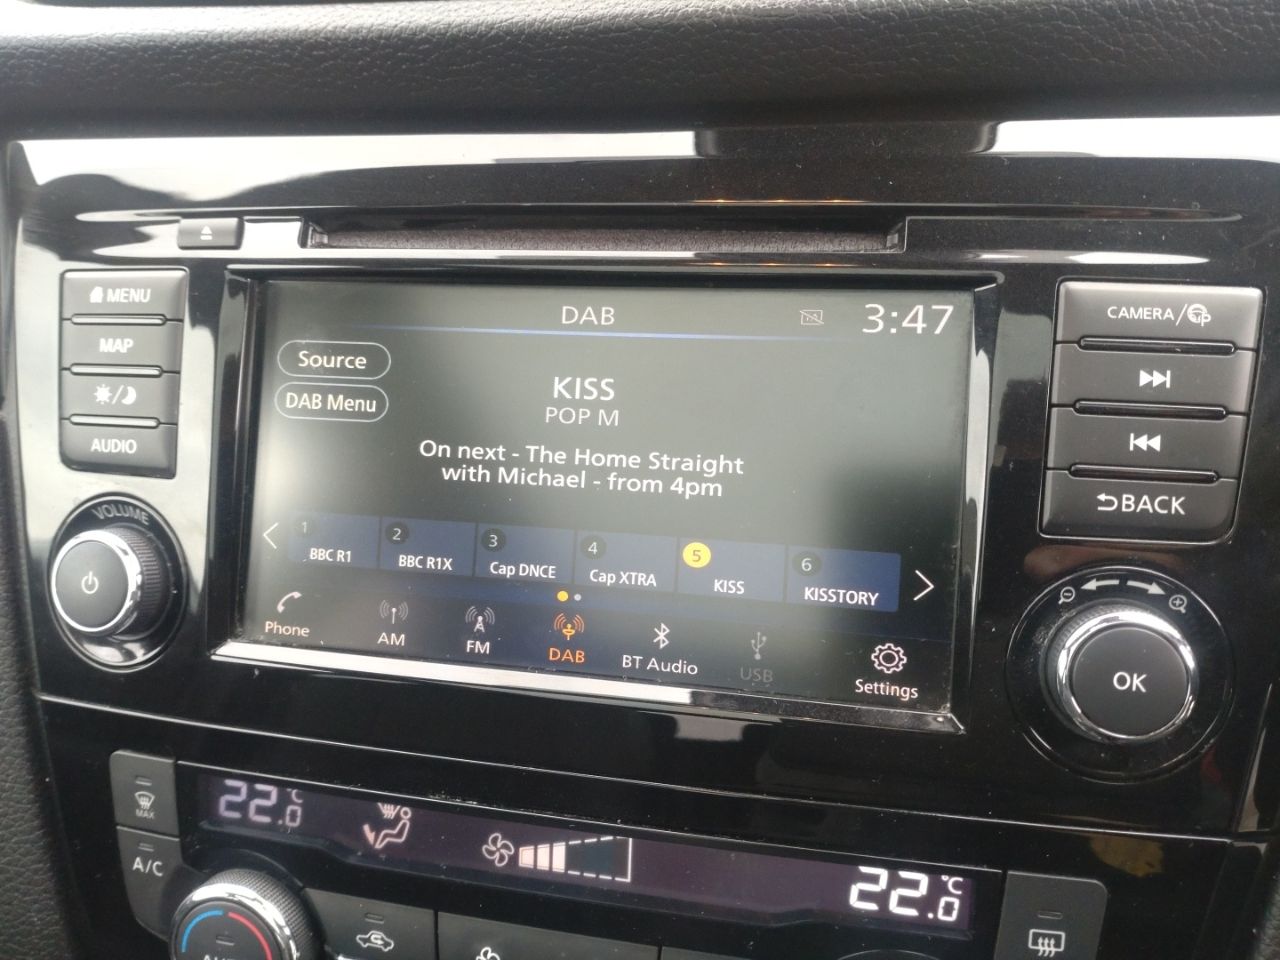 MENU
MAP
AUDIO
VOLUME
DAB
3:47
Source
DAB Menu
KISS
POP M
On next - The Home Straight
with Michael - from 4pm
1
BBC R1
2
BBC R1X
3
Cap DNCE
4
Cap XTRA
5
KISS
6
KISSTORY
Phone
AM
FM
DAB
BT Audio
USB
Settings
CAMERA/
BACK
OK
MAX
A/C
22.0
°C
22.0
°C